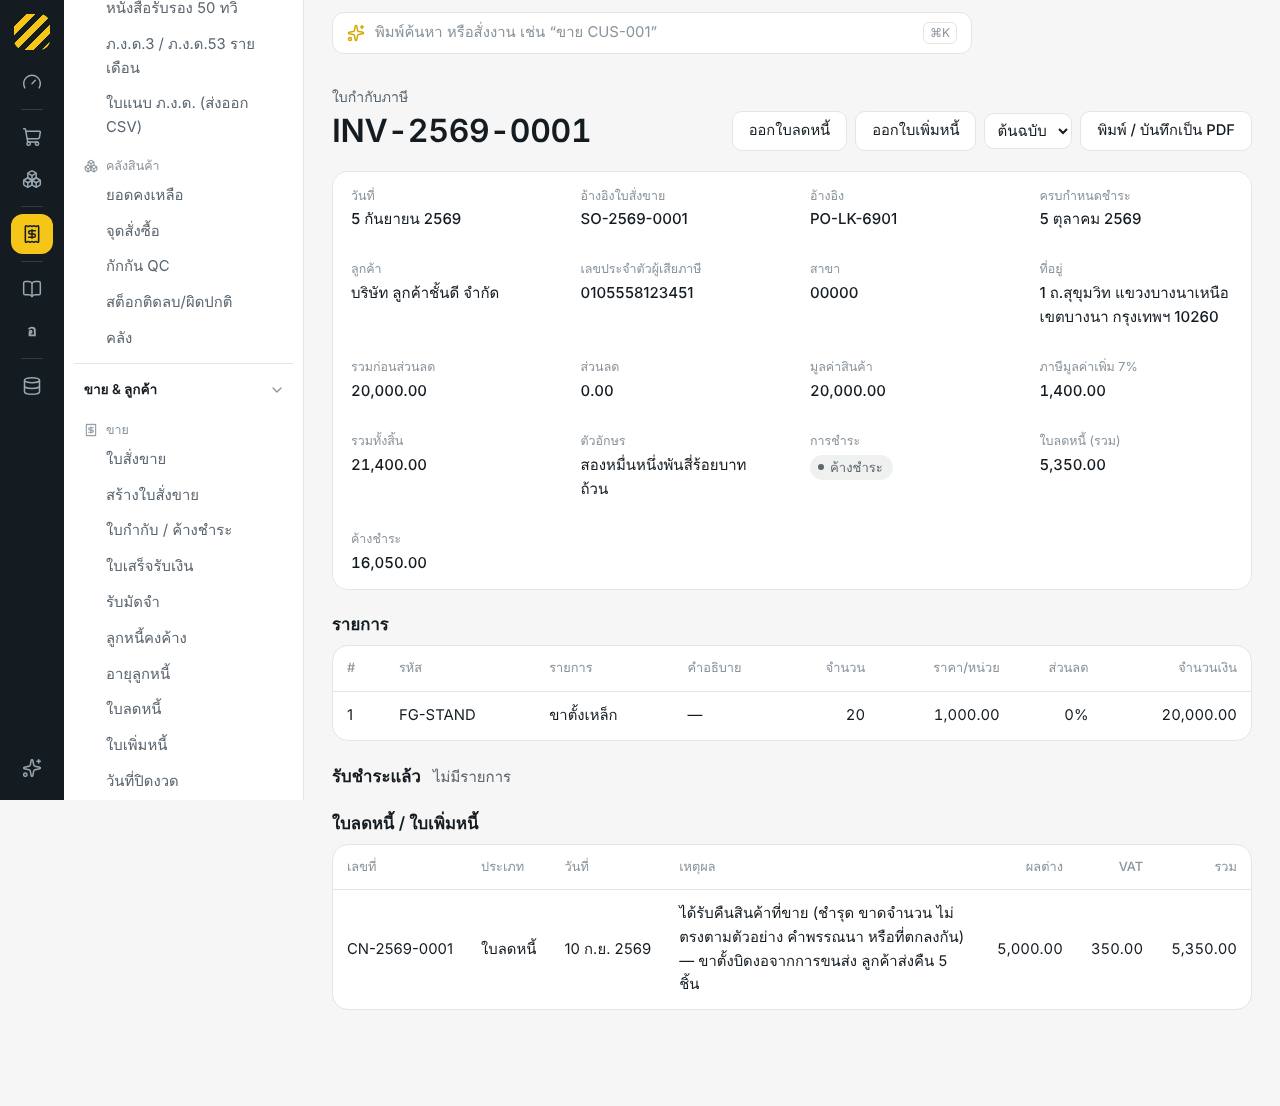 หนังสือรับรอง 50 ทวิ
ภ.ง.ด.3 / ภ.ง.ด.53 ราย
เดือน
ใบแนบ ภ.ง.ด. (ส่งออก
CSV)
คลังสินค้า
ยอดคงเหลือ
จุดสั่งซื้อ
กักกัน QC
สต็อกติดลบ/ผิดปกติ
คลัง
ขาย & ลูกค้า
ขาย
ใบสั่งขาย
สร้างใบสั่งขาย
ใบกำกับ / ค้างชำระ
ใบเสร็จรับเงิน
รับมัดจำ
ลูกหนี้คงค้าง
อายุลูกหนี้
ใบลดหนี้
ใบเพิ่มหนี้
วันที่ปิดงวด
อ
พิมพ์ค้นหา หรือสั่งงาน เช่น “ขาย CUS-001” ⌘K
ใบกำกับภาษี
INV-2569-0001
ออกใบลดหนี้ ออกใบเพิ่มหนี้ ต้นฉบับ พิมพ์ / บันทึกเป็น PDF
วันที่ อ้างอิงใบสั่งขาย อ้างอิง ครบกำหนดชำระ
5 กันยายน 2569 SO-2569-0001 PO-LK-6901 5 ตุลาคม 2569
ลูกค้า เลขประจำตัวผู้เสียภาษี สาขา ที่อยู่
บริษัท ลูกค้าชั้นดี จำกัด 0105558123451 00000 1 ถ.สุขุมวิท แขวงบางนาเหนือ
เขตบางนา กรุงเทพฯ 10260
รวมก่อนส่วนลด ส่วนลด มูลค่าสินค้า ภาษีมูลค่าเพิ่ม 7%
20,000.00 0.00 20,000.00 1,400.00
รวมทั้งสิ้น ตัวอักษร การชำระ ใบลดหนี้ (รวม)
21,400.00 สองหมื่นหนึ่งพันสี่ร้อยบาท ค้างชำระ 5,350.00
ถ้วน
ค้างชำระ
16,050.00
รายการ
# รหัส รายการ คำอธิบาย จำนวน ราคา/หน่วย ส่วนลด จำนวนเงิน
1 FG-STAND ขาตั้งเหล็ก — 20 1,000.00 0% 20,000.00
รับชำระแล้ว ไม่มีรายการ
ใบลดหนี้ / ใบเพิ่มหนี้
เลขที่ ประเภท วันที่ เหตุผล ผลต่าง VAT รวม
ได้รับคืนสินค้าที่ขาย (ชำรุด ขาดจำนวน ไม่
ตรงตามตัวอย่าง คำพรรณนา หรือที่ตกลงกัน)
CN-2569-0001 ใบลดหนี้ 10 ก.ย. 2569 — ขาตั้งบิดงอจากการขนส่ง ลูกค้าส่งคืน 5 5,000.00 350.00 5,350.00
ชิ้น